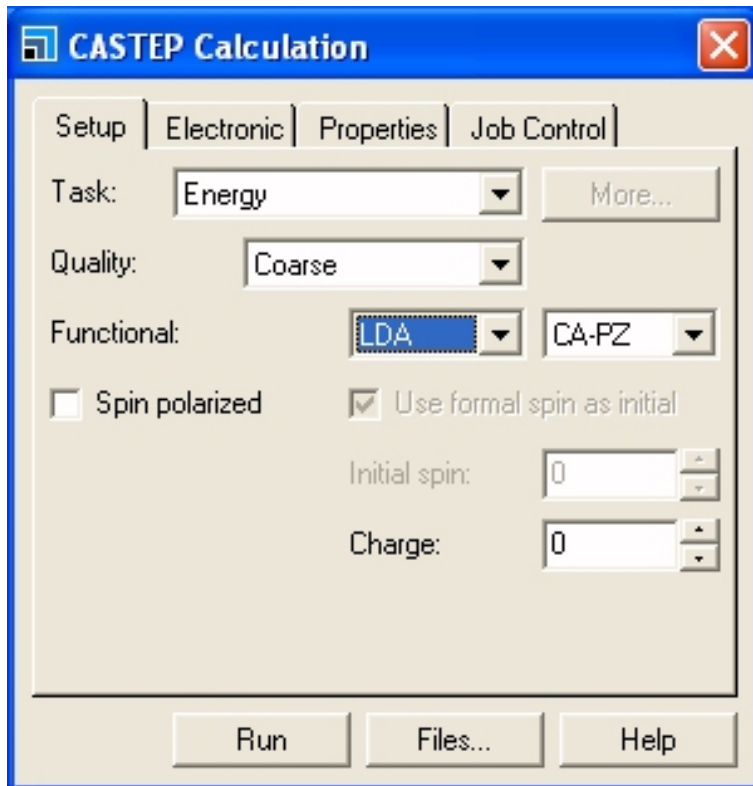 CASTEP Calculation
Setup Electronic Properties Job Control
Task: Energy More...
Quality: Coarse
Functional: LDA CA-PZ
Spin polarized Use formal spin as initial
Initial spin: 0
Charge: 0
Run Files... Help